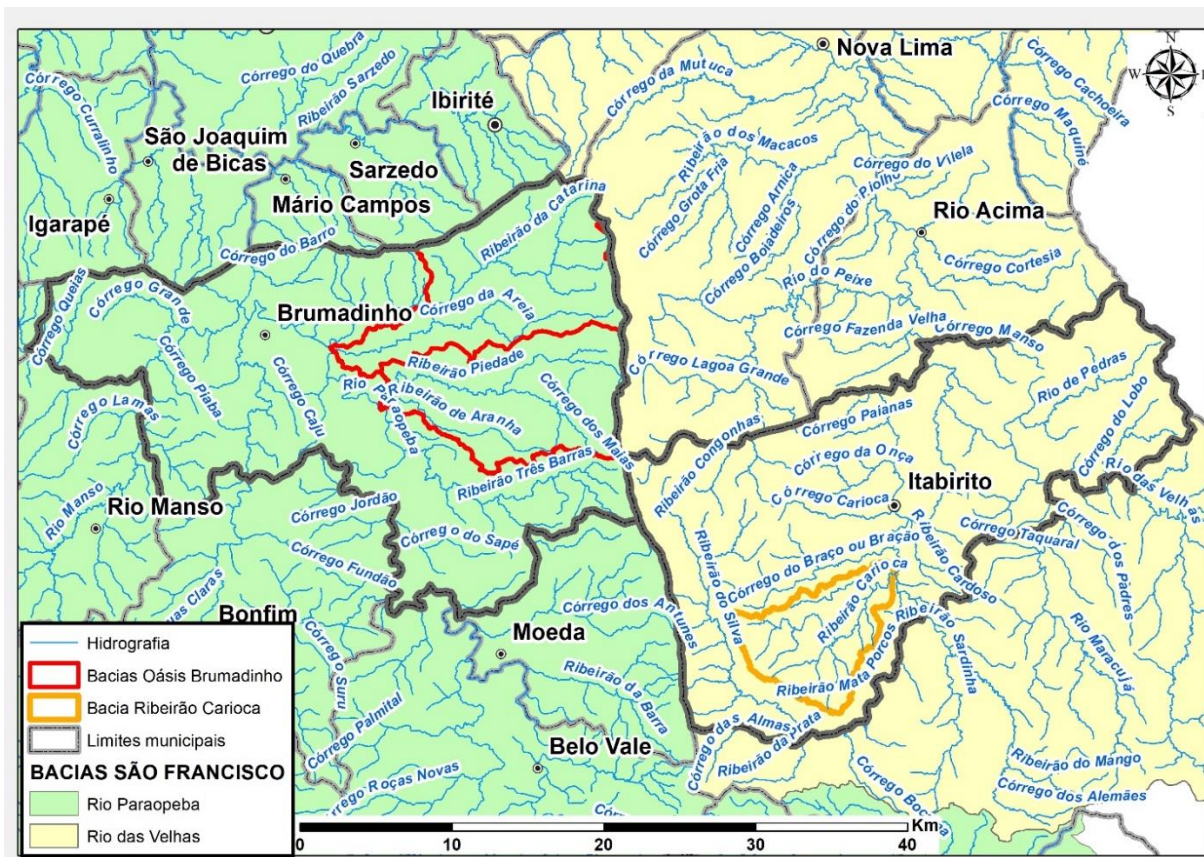 Nova Lima
N
W
S
Córrego do Quebra
Ribeirão Sarzedo
Córrego da Mutuca
Córrego Cachoeira
Córrego Maquiné
Córrego Curralinho
São Joaquim
de Bicas
Ibirité
Sarzedo
Mário Campos
Igarapé
Ribeirão dos Macacos
Córrego do Vilela
Córrego Grota Fria
Córrego Arnica
Córrego do Piolho
Córrego Boiadeiros
Rio Acima
Córrego Cortesia
Ribeirão da Catarina
Córrego do Barro
Rio do Peixe
Córrego Queias
Córrego Grande
Brumadinho
Córrego da Areia
Córrego Fazenda Velha
Córrego Manso
Ribeirão Piedade
Córrego Lagoa Grande
Rio de Pedras
Córrego Piaba
Córrego Caju
Rio Paraopeba
Ribeirão de Aranha
Córrego dos Maias
Córrego Lamas
Córrego Paianas
Córrego do Lobo
Ribeirão Congonhas
Córrego da Onça
Ribeirão Três Barras
Rio das Velhas
Rio Manso
Rio Manso
Córrego Jordão
Córrego Carioca
Itabirito
Córrego do Sapé
Córrego Taquaral
Córrego dos Padres
Córrego Fundão
Córrego do Braço ou Bração
Ribeirão Cardoso
Ribeirão do Silva
Ribeirão Carioca
Bonfim
Córrego dos Antunes
Moeda
Córrego Suru
Ribeirão Mata Porcos
Ribeirão Sardinha
Rio Maracujá
Ribeirão da Barra
Córrego Palmital
Córrego das Almas
Ribeirão da Prata
Belo Vale
Ribeirão do Mango
Córrego dos Alemães
Roças Novas
Hidrografia
Bacias Oásis Brumadinho
Bacia Ribeirão Carioca
Limites municipais
BACIAS SÃO FRANCISCO
Rio Paraopeba
Rio das Velhas
0 10 20 30 40
Km